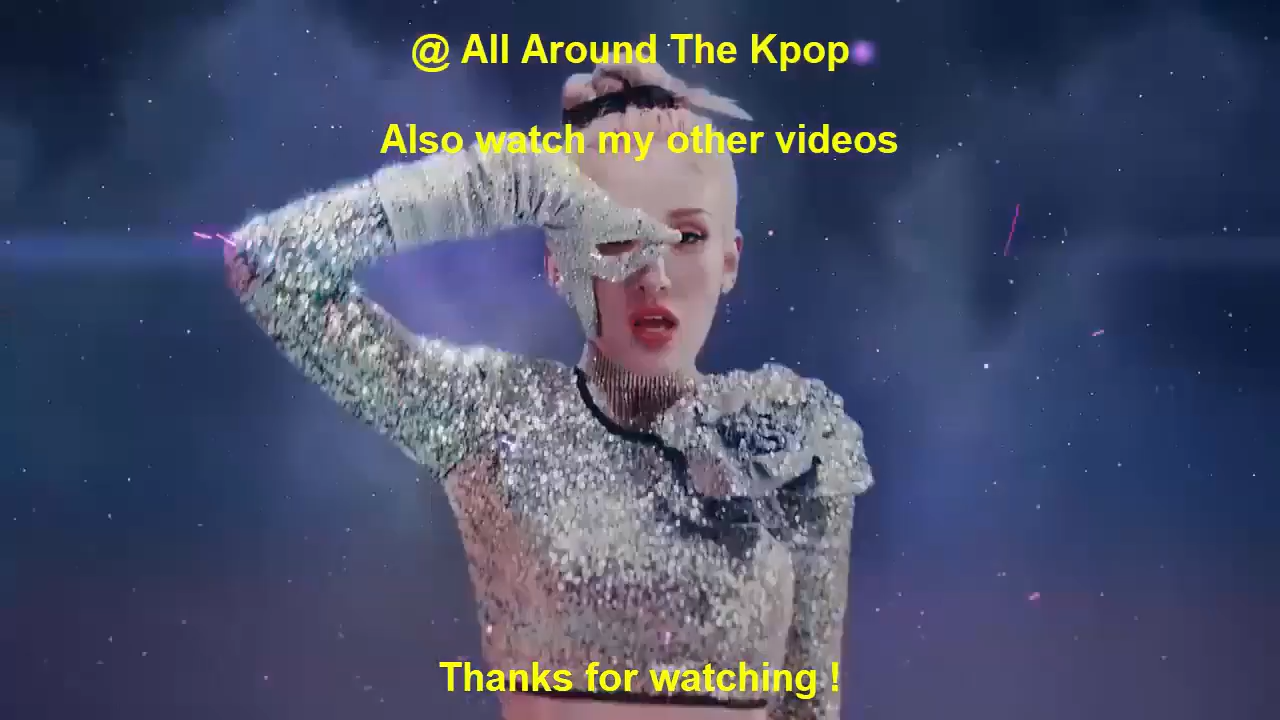 @ All Around The Kpop
Also watch my other videos
Thanks for watching !